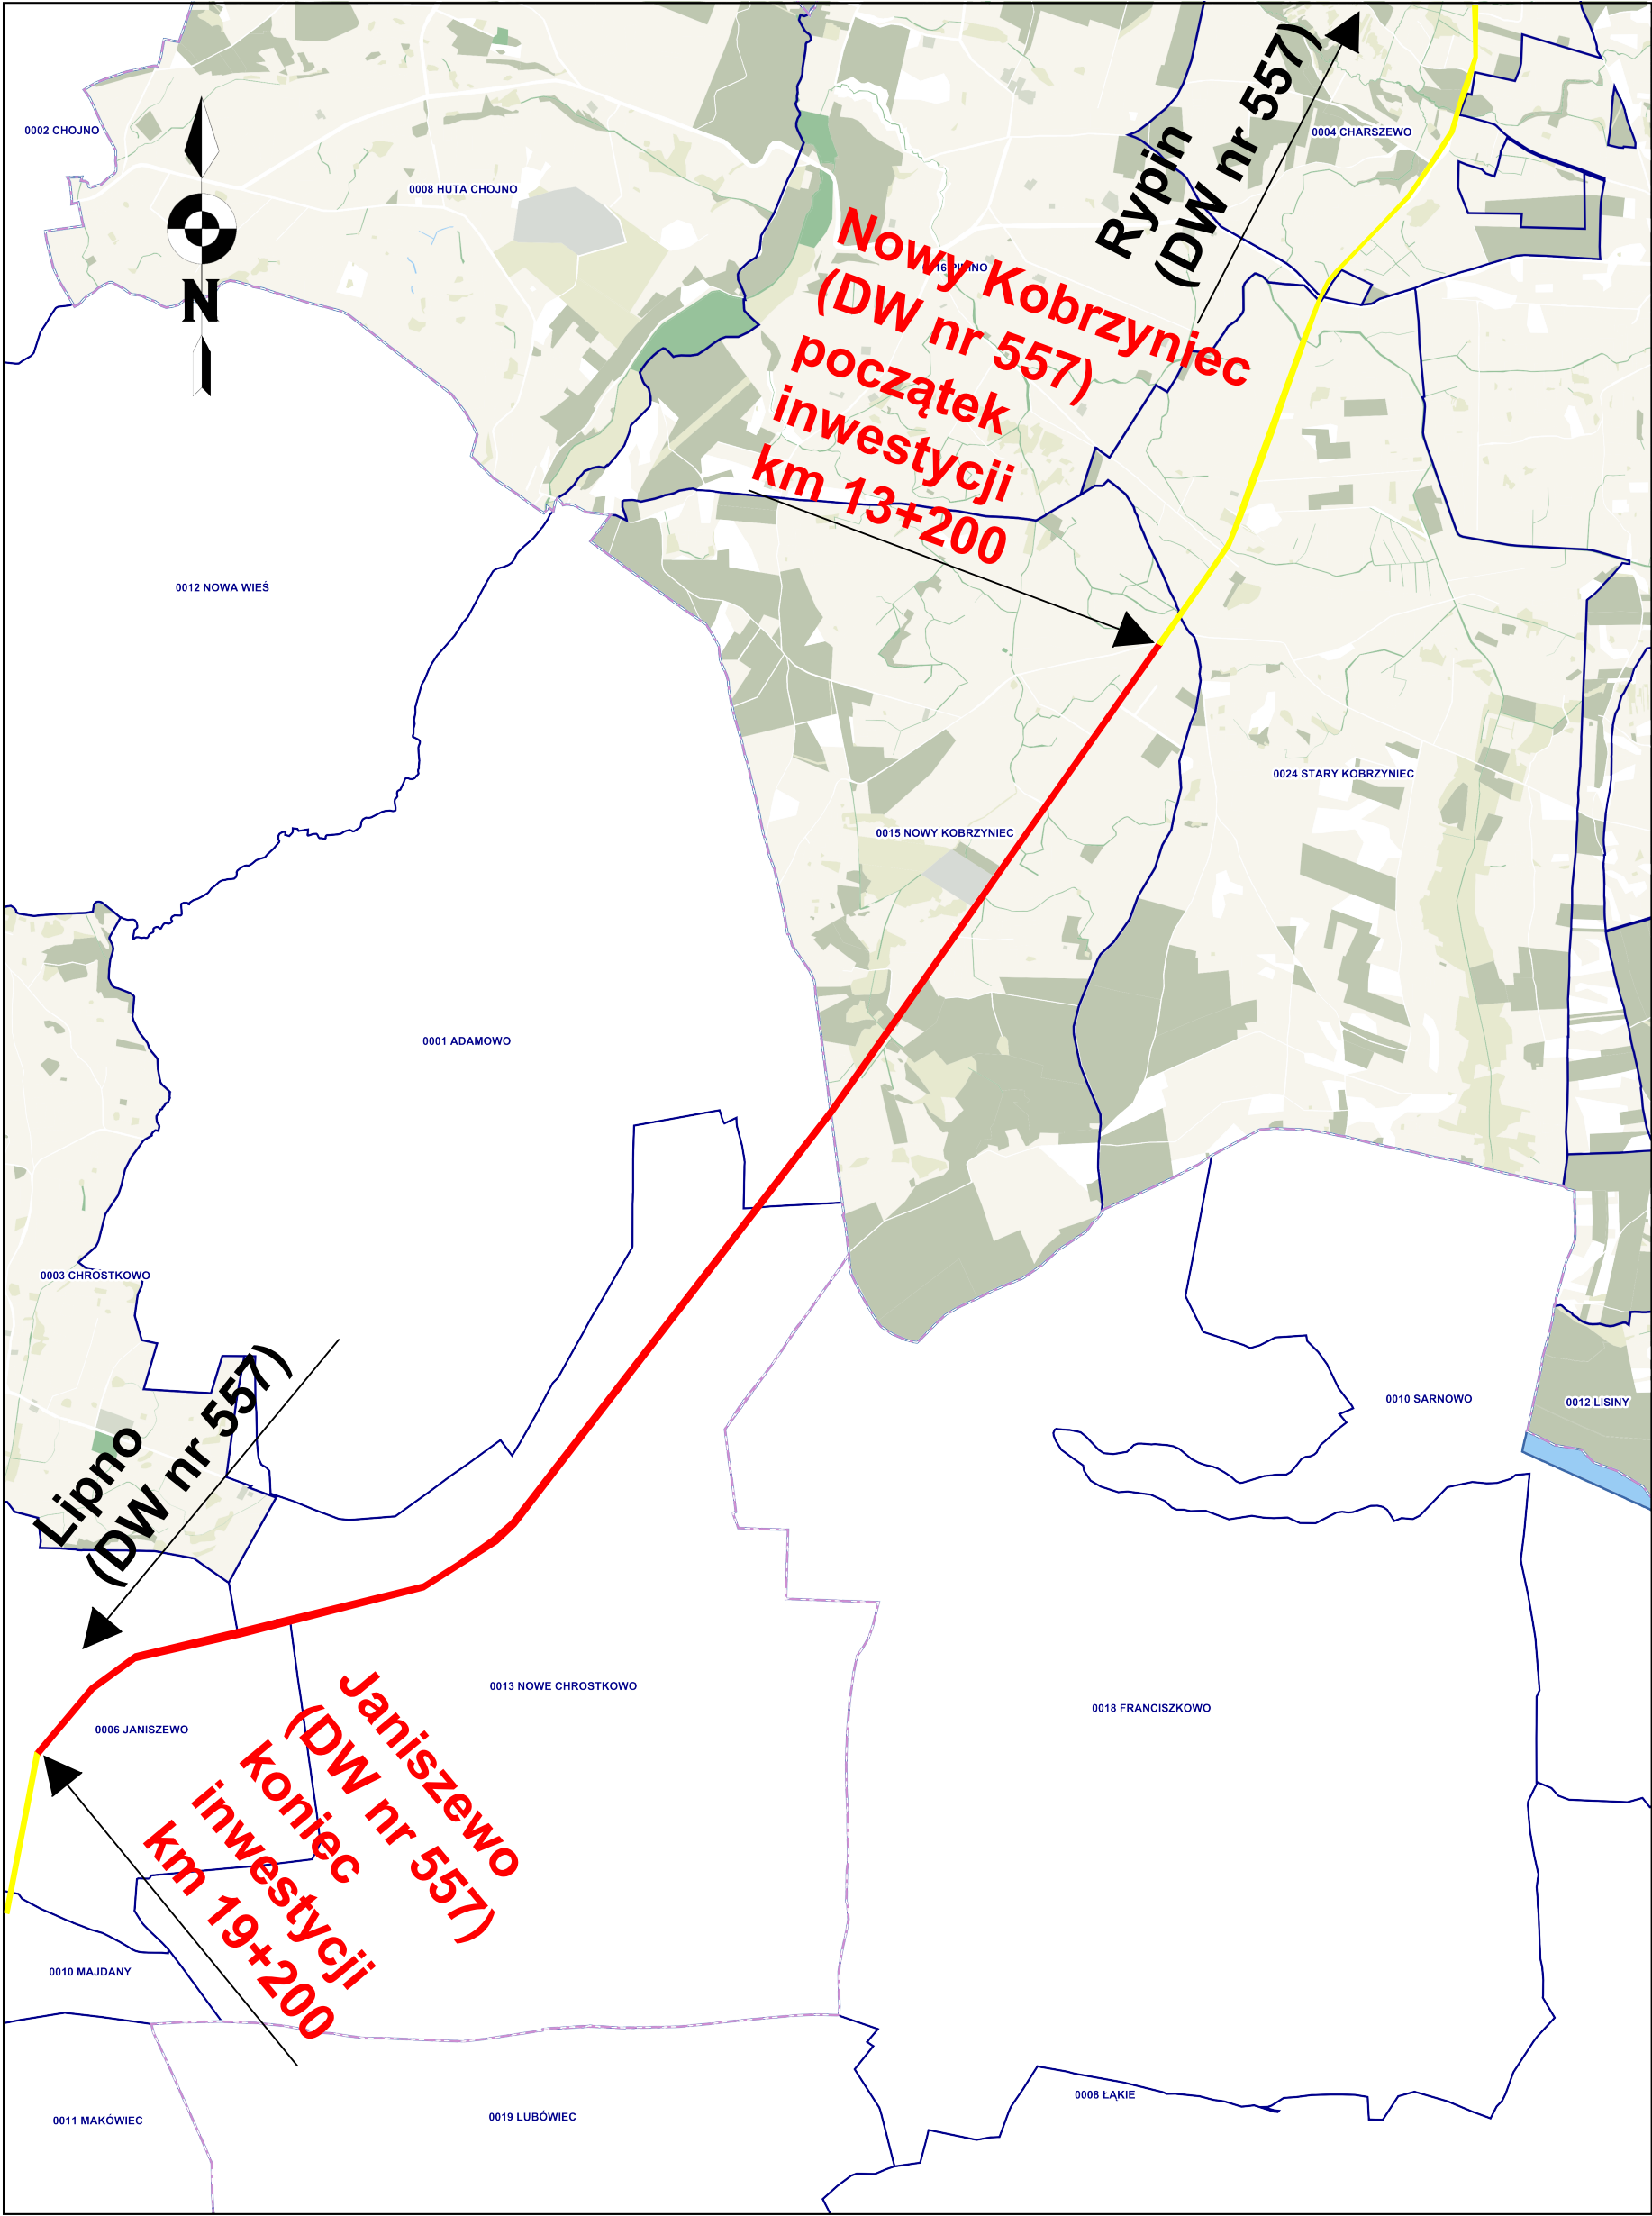 0002 CHOJNO
0008 HUTA CHOJNO
0004 CHARSZEWO
Rypin
(DW nr 557)
N
Nowy Kobrzyniec
(DW nr 557)
początek
inwestycji
km 13+200
0012 NOWA WIEŚ
0024 STARY KOBRZYNIEC
0015 NOWY KOBRZYNIEC
0001 ADAMOWO
0003 CHROSTKOWO
Lipno
(DW nr 557)
0010 SARNOWO
0012 LISINY
0013 NOWE CHROSTKOWO
0018 FRANCISZKOWO
0006 JANISZEWO
Janiszewo
(DW nr 557)
koniec
inwestycji
km 19+200
0010 MAJDANY
0008 ŁĄKIE
0011 MAKÓWIEC
0019 LUBÓWIEC